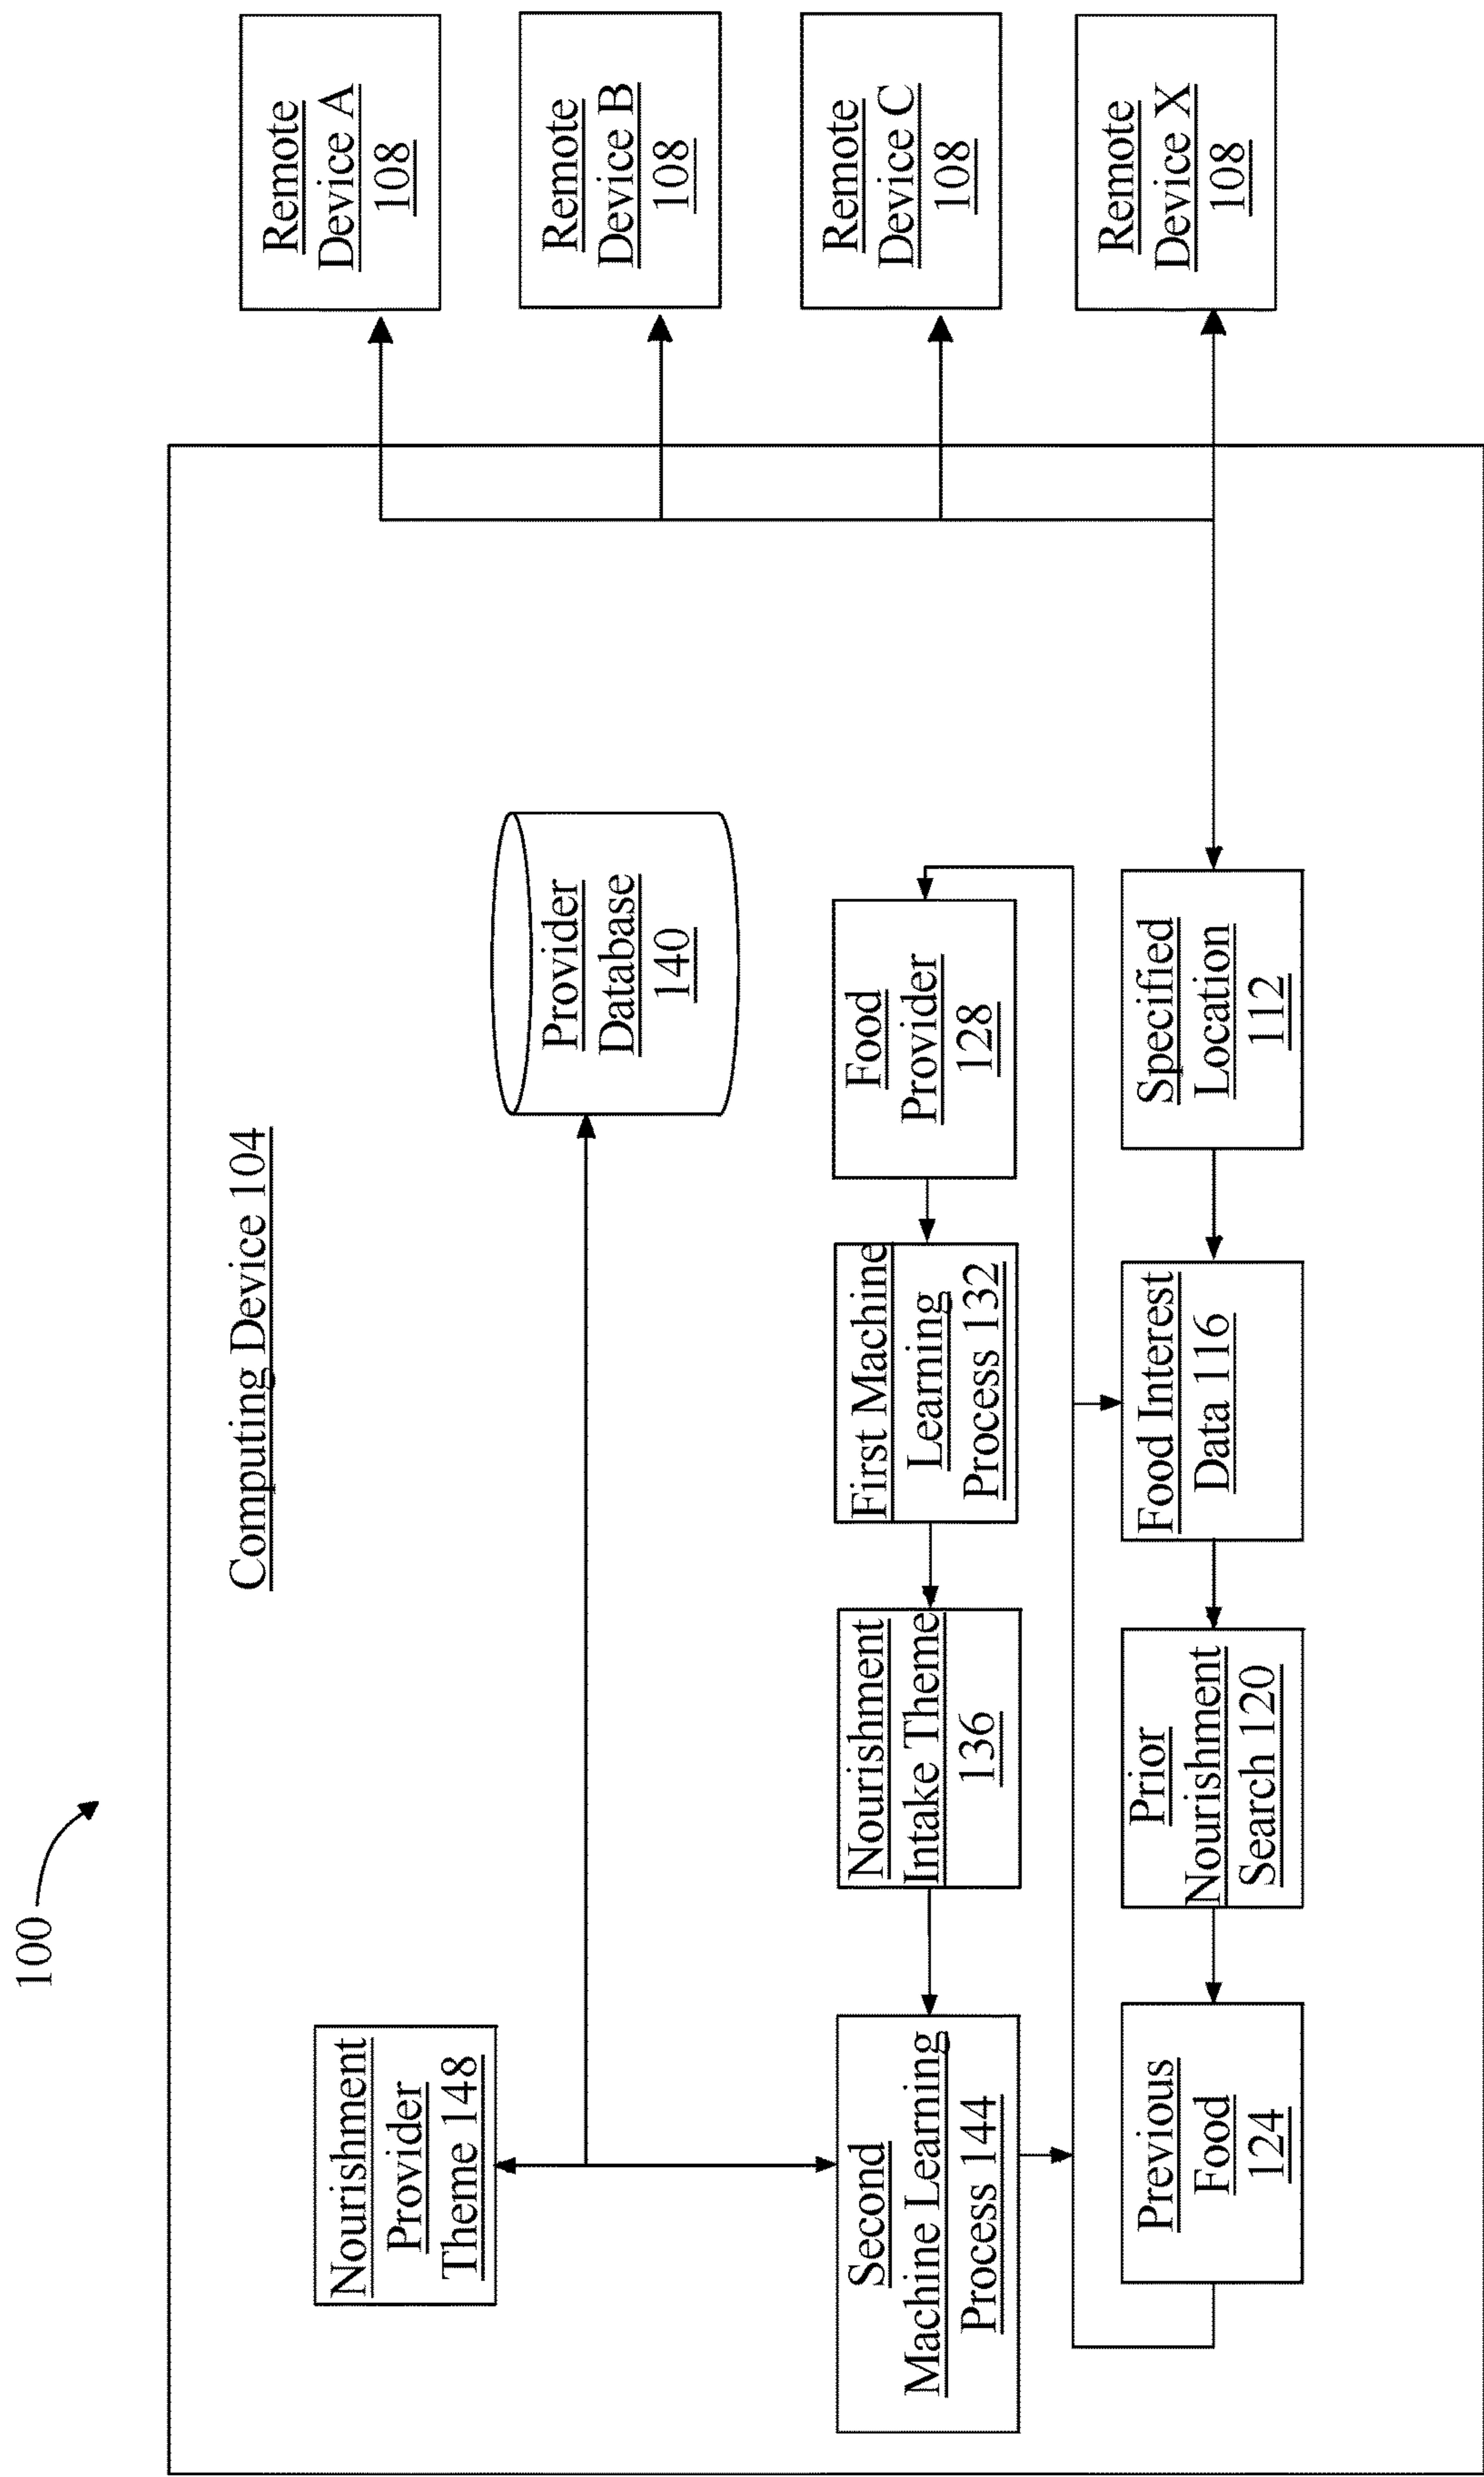 100
Computing Device 104
Nourishment
Provider
Theme 148
Provider
Database
140
Second
Machine Learning
Process 144
Nourishment
Intake Theme
136
First Machine
Learning
Process 132
Food
Provider
128
Previous
Food
124
Prior
Nourishment
Search 120
Food Interest
Data 116
Specified
Location
112
Remote
Device A
108
Remote
Device B
108
Remote
Device C
108
Remote
Device X
108